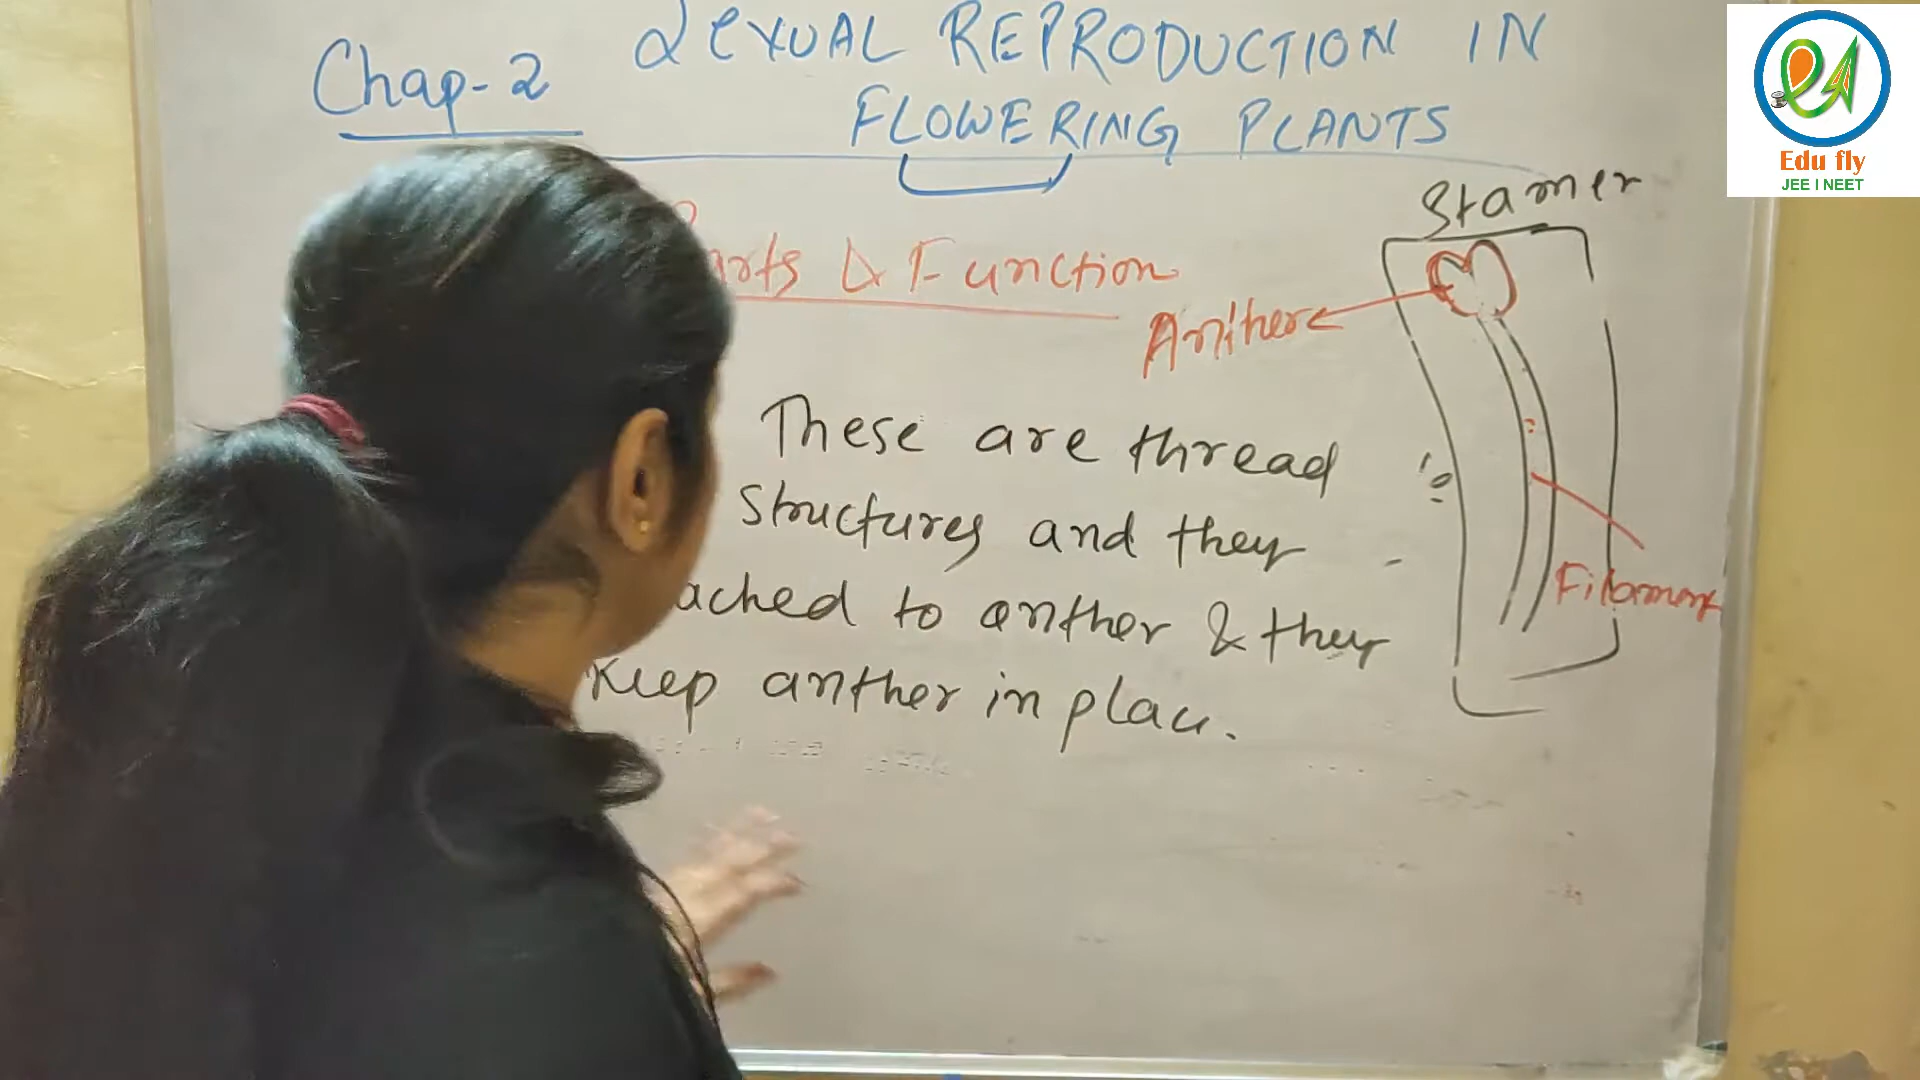 Chap-2
SEXUAL REPRODUCTION IN
FLOWERING PLANTS
arts & Function
Stamen
Anther
These are thread
structures and they
ached to anther & they
Keep anther in place.
Filament
Edu fly
JEE I NEET